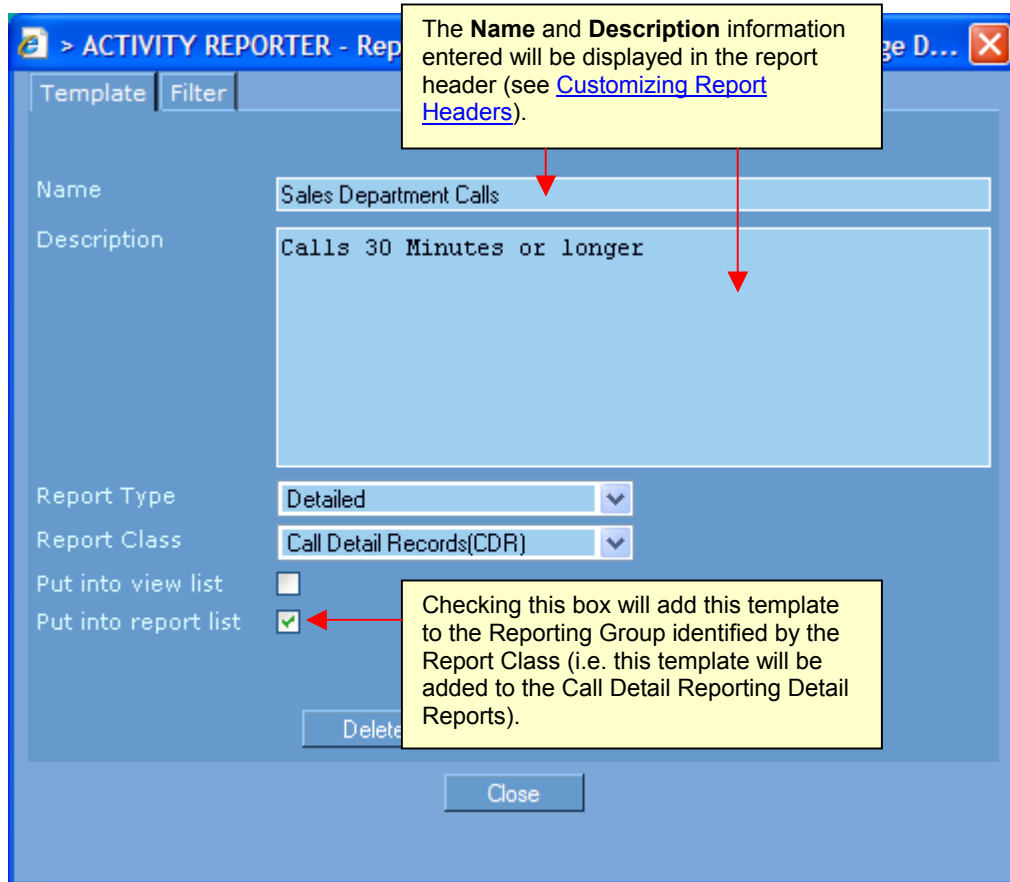 > ACTIVITY REPORTER - Rep ge D...
The Name and Description information
entered will be displayed in the report
header (see Customizing Report
Headers).
Template Filter
Name Sales Department Calls
Description Calls 30 Minutes or longer
Report Type Detailed
Report Class Call Detail Records(CDR)
Put into view list
Put into report list
Checking this box will add this template
to the Reporting Group identified by the
Report Class (i.e. this template will be
added to the Call Detail Reporting Detail
Reports).
Delete
Close